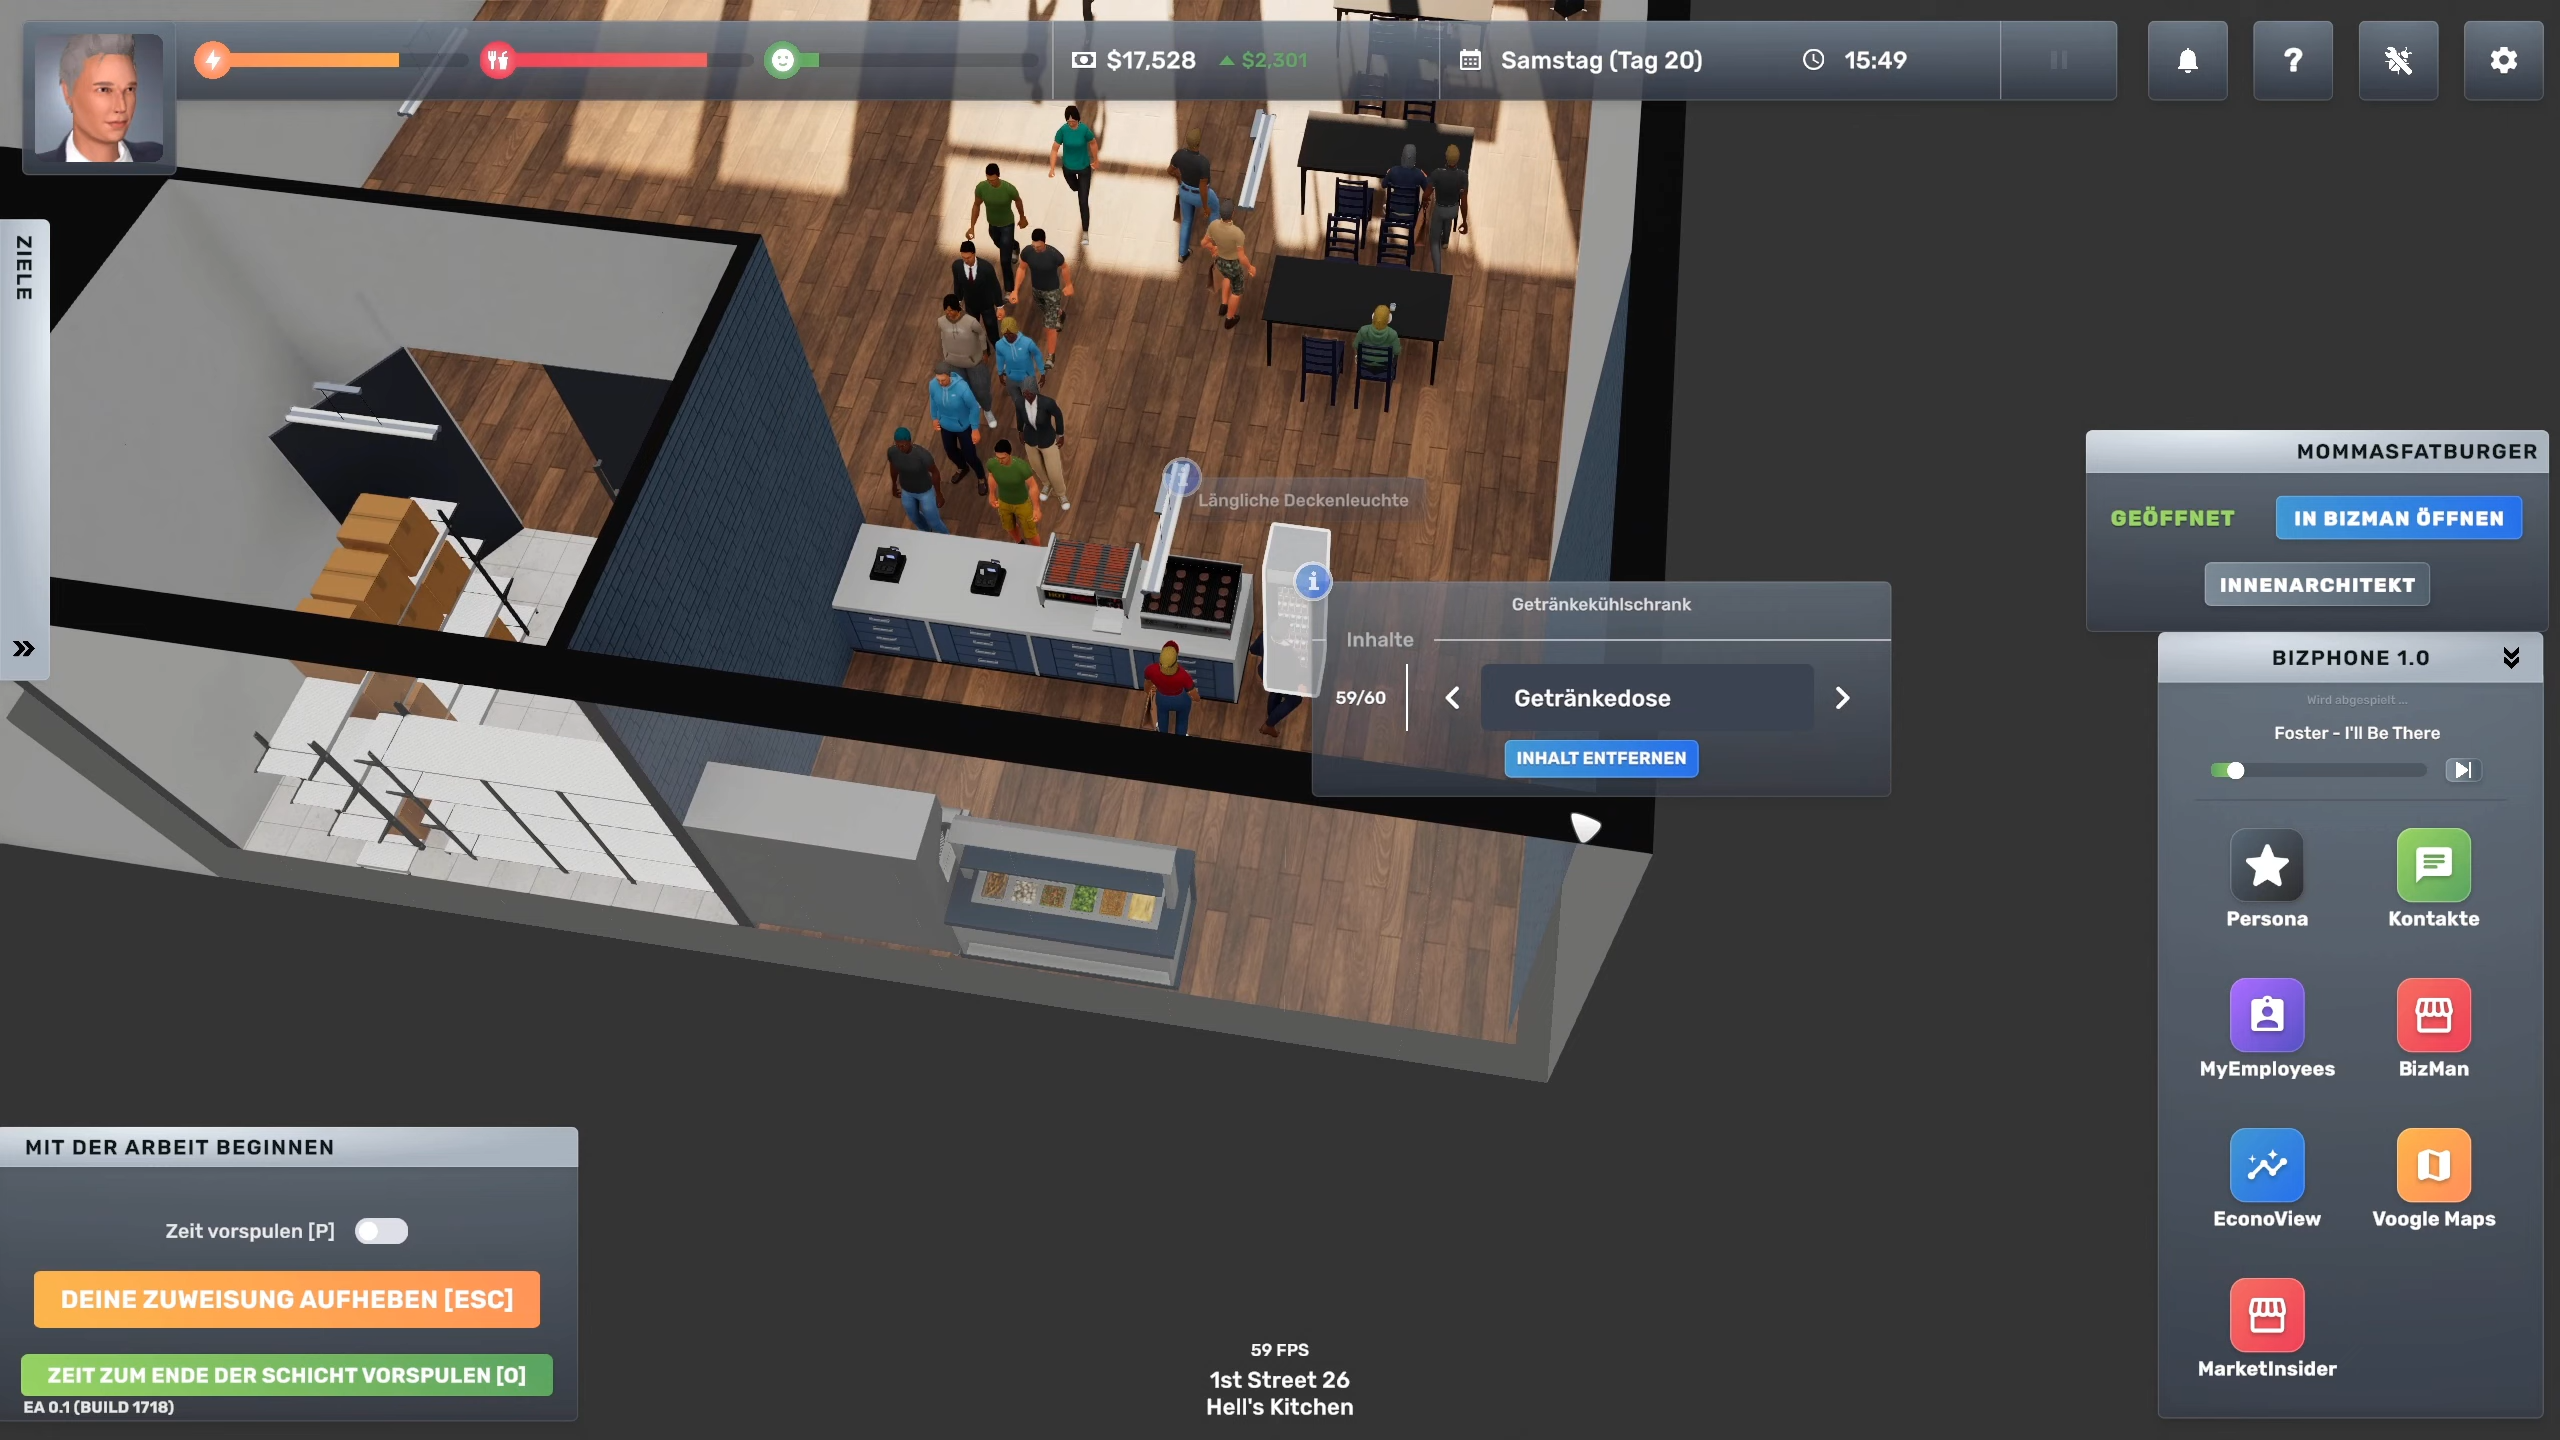 $17,528
$2,301
Samstag (Tag 20)
15:49
ZIELE
Längliche Deckenleuchte
Getränkekühlschrank
Inhalte
59/60
Getränkedose
INHALT ENTFERNEN
MOMMASFATBURGER
GEÖFFNET
IN BIZMAN ÖFFNEN
INNENARCHITEKT
BIZPHONE 1.0
Wird abgespielt ...
Foster - I'll Be There
Persona
Kontakte
MyEmployees
BizMan
EconoView
Voogle Maps
MarketInsider
MIT DER ARBEIT BEGINNEN
Zeit vorspulen [P]
DEINE ZUWEISUNG AUFHEBEN [ESC]
ZEIT ZUM ENDE DER SCHICHT VORSPULEN [O]
EA 0.1 (BUILD 1718)
59 FPS
1st Street 26
Hell's Kitchen